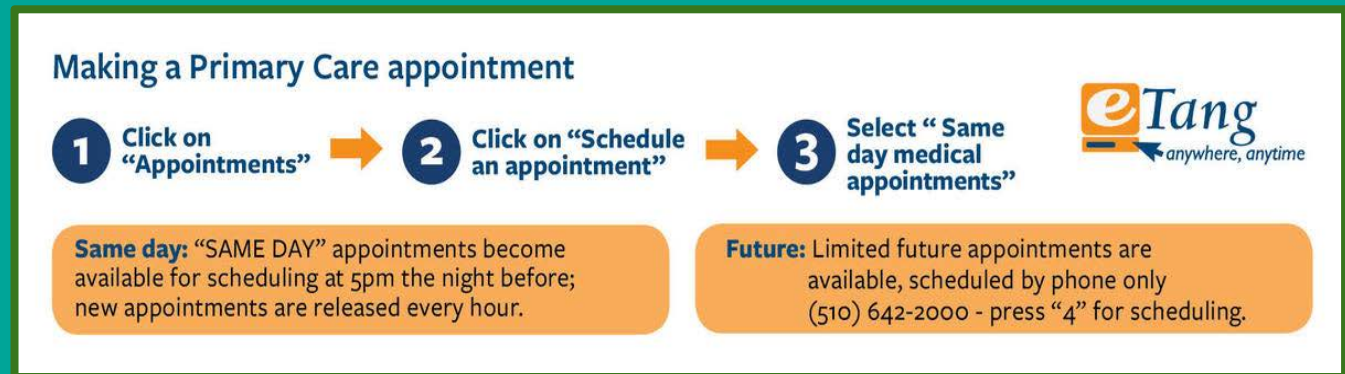 Making a Primary Care appointment
1
Click on
“Appointments”
2
Click on “Schedule
an appointment”
3
Select “ Same
day medical
appointments”
eTang
anywhere, anytime
Same day: “SAME DAY” appointments become
available for scheduling at 5pm the night before;
new appointments are released every hour.
Future: Limited future appointments are
available, scheduled by phone only
(510) 642-2000 - press “4” for scheduling.